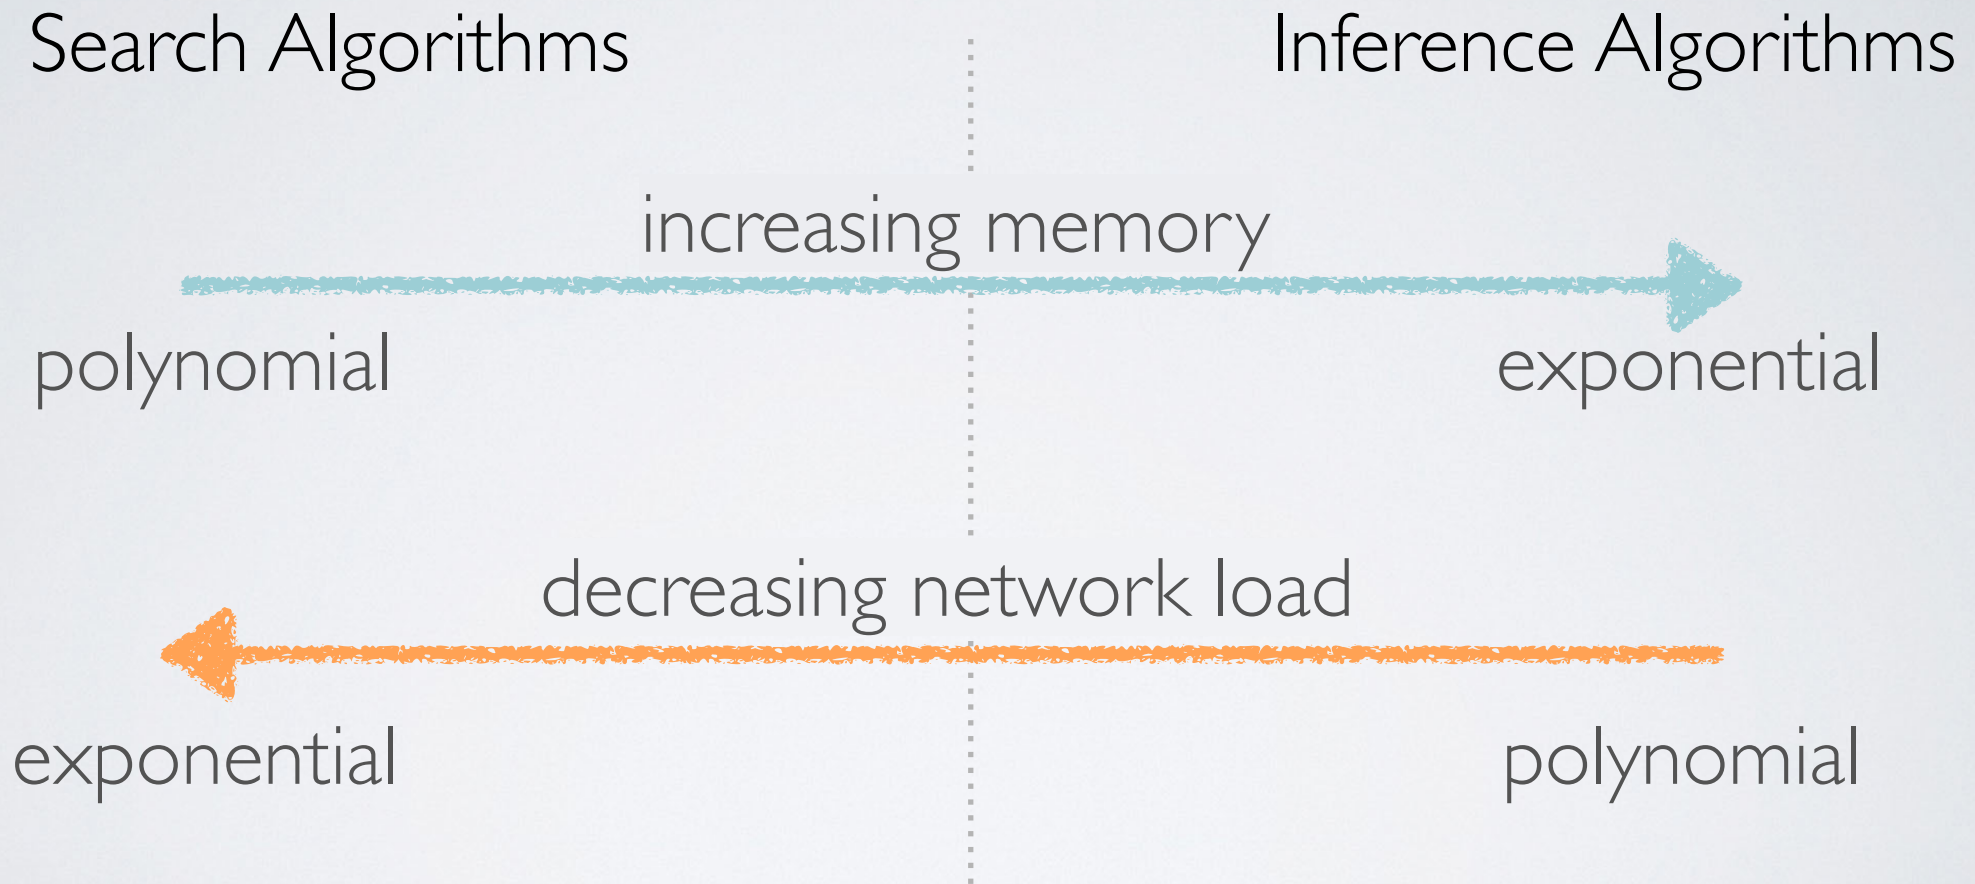 Search Algorithms
Inference Algorithms
increasing memory
polynomial
exponential
decreasing network load
exponential
polynomial